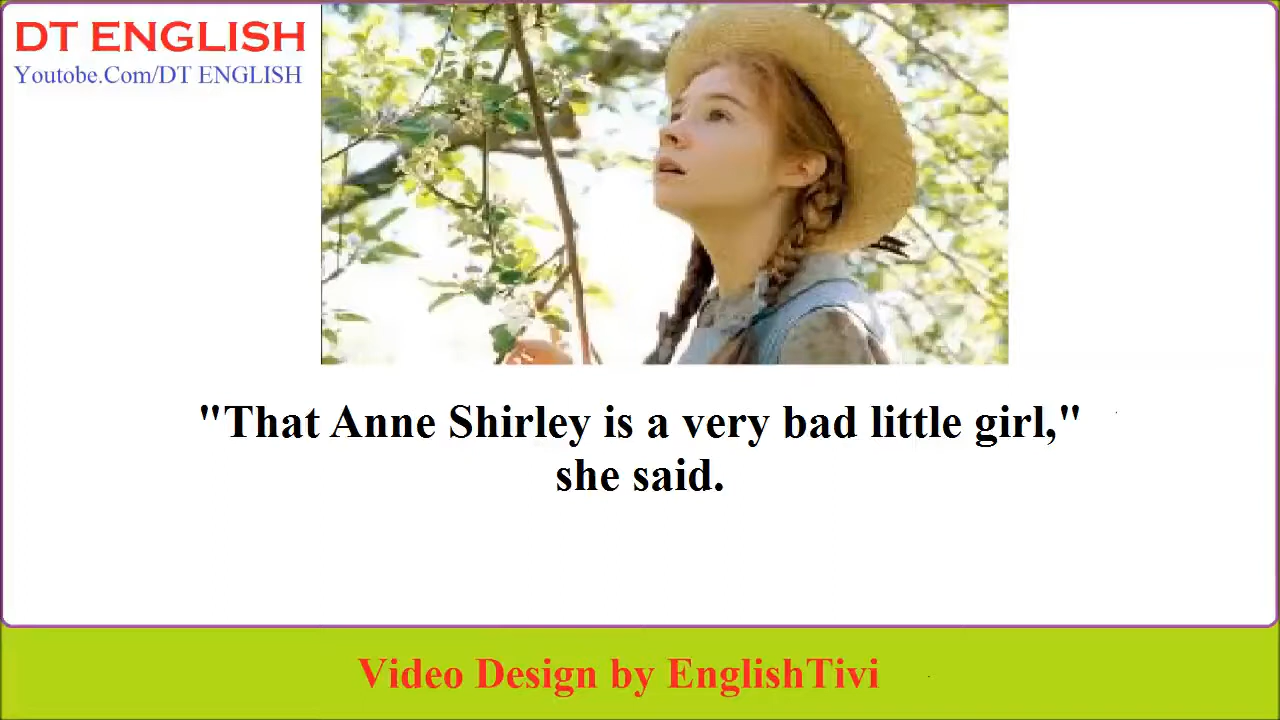 DT ENGLISH
Youtobe.Com/DT ENGLISH
"That Anne Shirley is a very bad little girl,"
she said.
Video Design by EnglishTivi